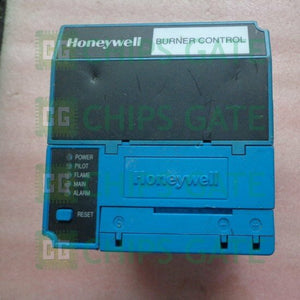 Honeywell
BURNER CONTROL
CHIPS GATE
POWER
PILOT
FLAME
MAIN
ALARM
Honeywell
RESET